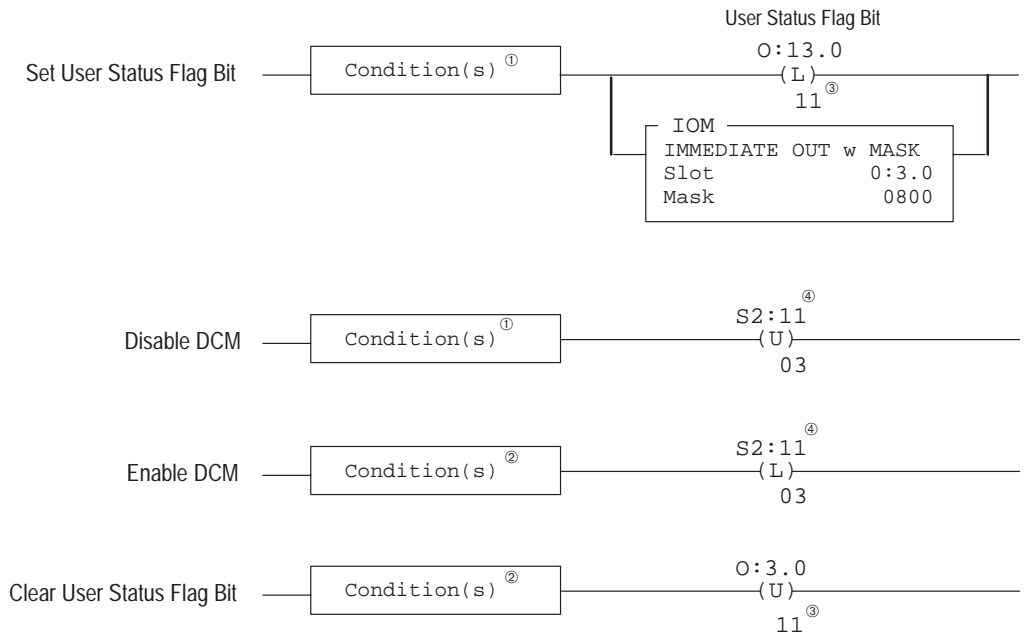 User Status Flag Bit
O:13.0
Set User Status Flag Bit Condition(s) ① (L)
11 ③
IOM
IMMEDIATE OUT w MASK
Slot 0:3.0
Mask 0800
S2:11 ④
Disable DCM Condition(s) ① (U)
03
S2:11 ④
Enable DCM Condition(s) ② (L)
03
O:3.0
Clear User Status Flag Bit Condition(s) ② (U)
11 ③